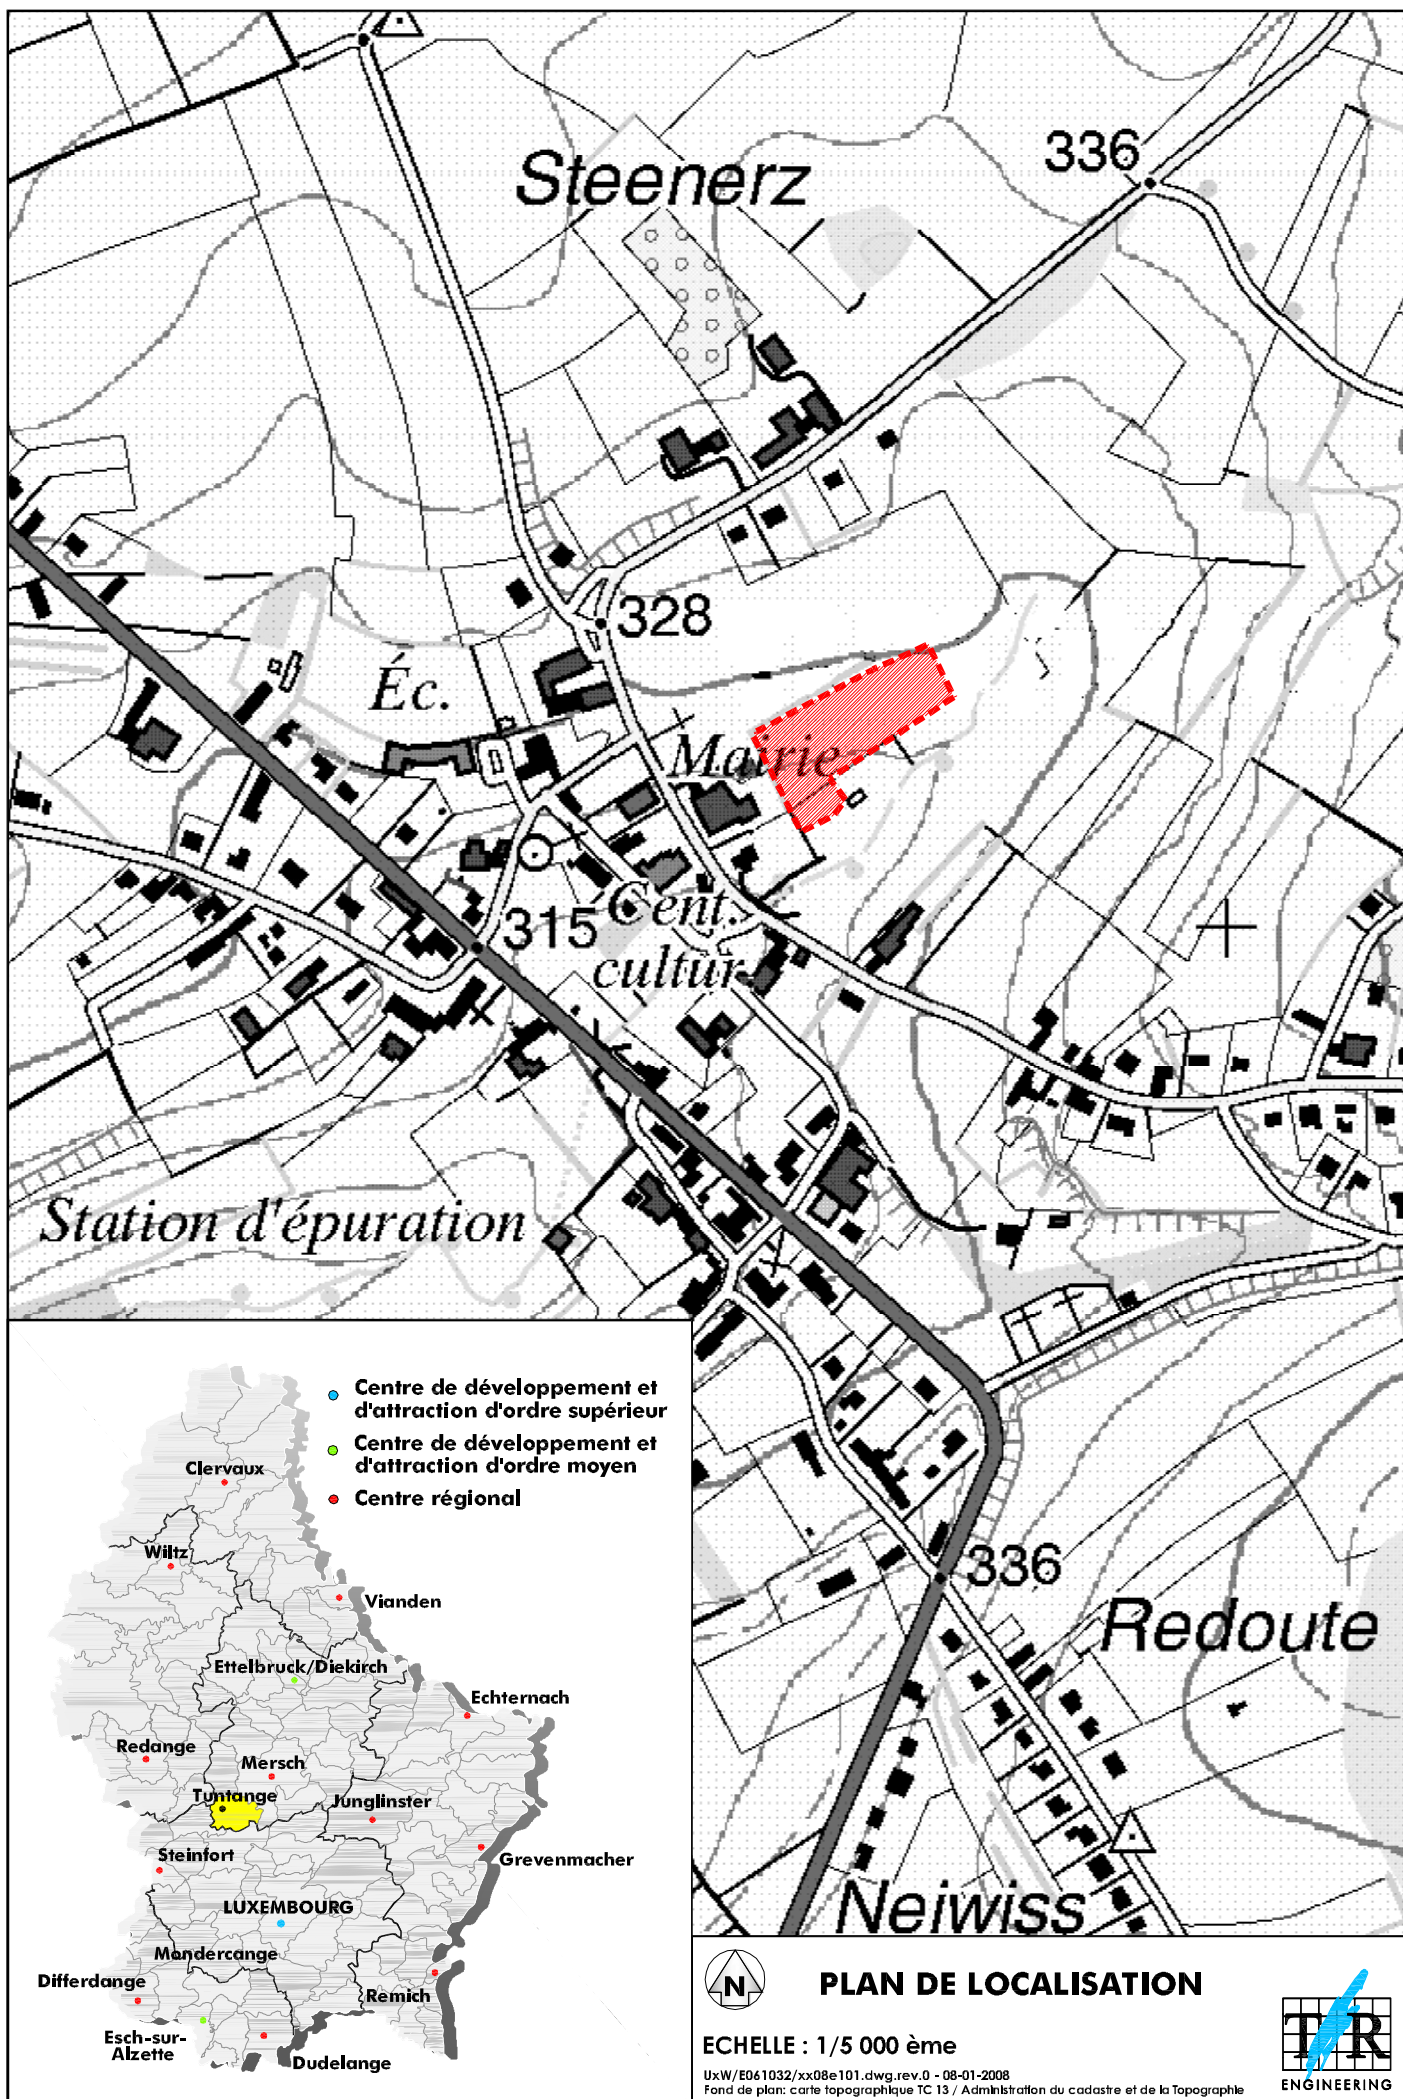 Steenerz
336
328
Éc.
Mairie
315
Cent.
cultur.
Station d'épuration
336
Redoute
Neiwiss
Centre de développement et
d'attraction d'ordre supérieur
Centre de développement et
d'attraction d'ordre moyen
Centre régional
Clervaux
Wiltz
Vianden
Ettelbruck/Diekirch
Echternach
Redange
Mersch
Tuntange
Junglinster
Steinfort
Grevenmacher
LUXEMBOURG
Mondercange
Differdange
Remich
Esch-sur-
Alzette
Dudelange
N
PLAN DE LOCALISATION
ECHELLE : 1/5 000 ème
UxW/E061032/xx08e101.dwg.rev.0 - 08-01-2008
Fond de plan: carte topographique TC 13 / Administration du cadastre et de la Topographie
TR
ENGINEERING